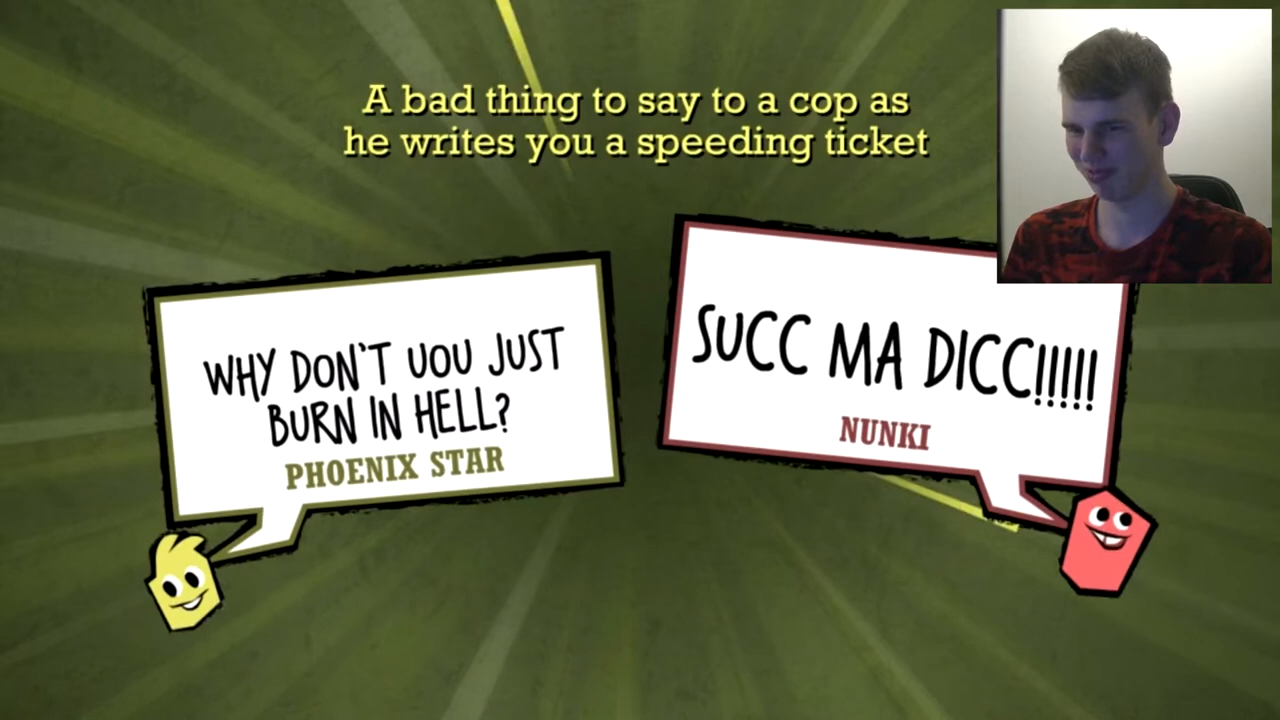 A bad thing to say to a cop as
he writes you a speeding ticket
WHY DON'T UOU JUST
BURN IN HELL?
PHOENIX STAR
SUCC MA DICC!!!!!
NUNKI